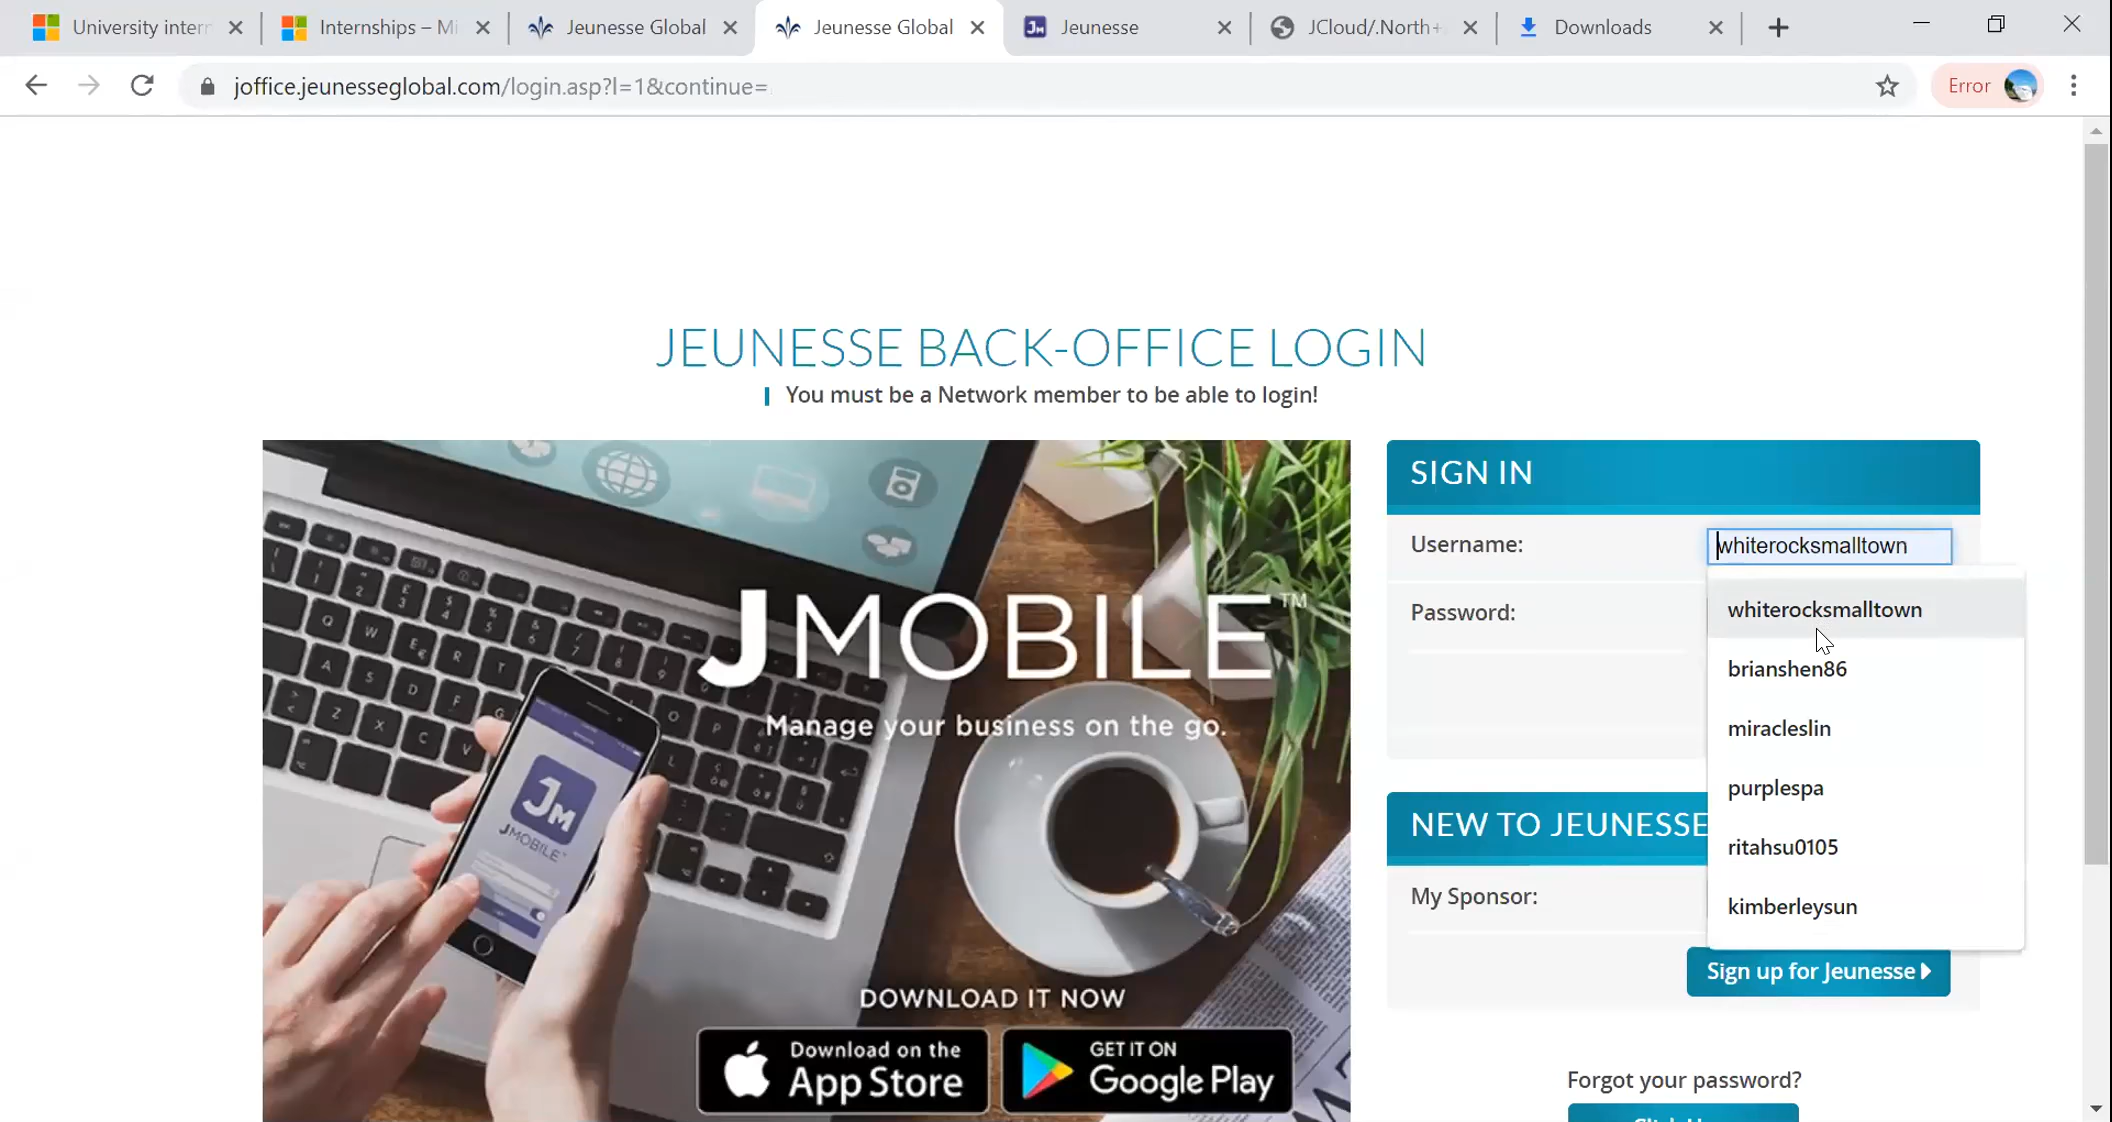 University inter
Internships – Mi
Jeunesse Global
Jeunesse Global
Jeunesse
JCloud/.North+
Downloads
joffice.jeunesseglobal.com/login.asp?l=1&continue=
Error
JEUNESSE BACK-OFFICE LOGIN
You must be a Network member to be able to login!
JMOBILE™
Manage your business on the go.
JM
JMOBILE
DOWNLOAD IT NOW
Download on the
App Store
GET IT ON
Google Play
SIGN IN
Username:
whiterocksmalltown
Password:
whiterocksmalltown
brianshen86
miracleslin
purplespa
ritahsu0105
kimberleysun
NEW TO JEUNESSE
My Sponsor:
Sign up for Jeunesse
Forgot your password?